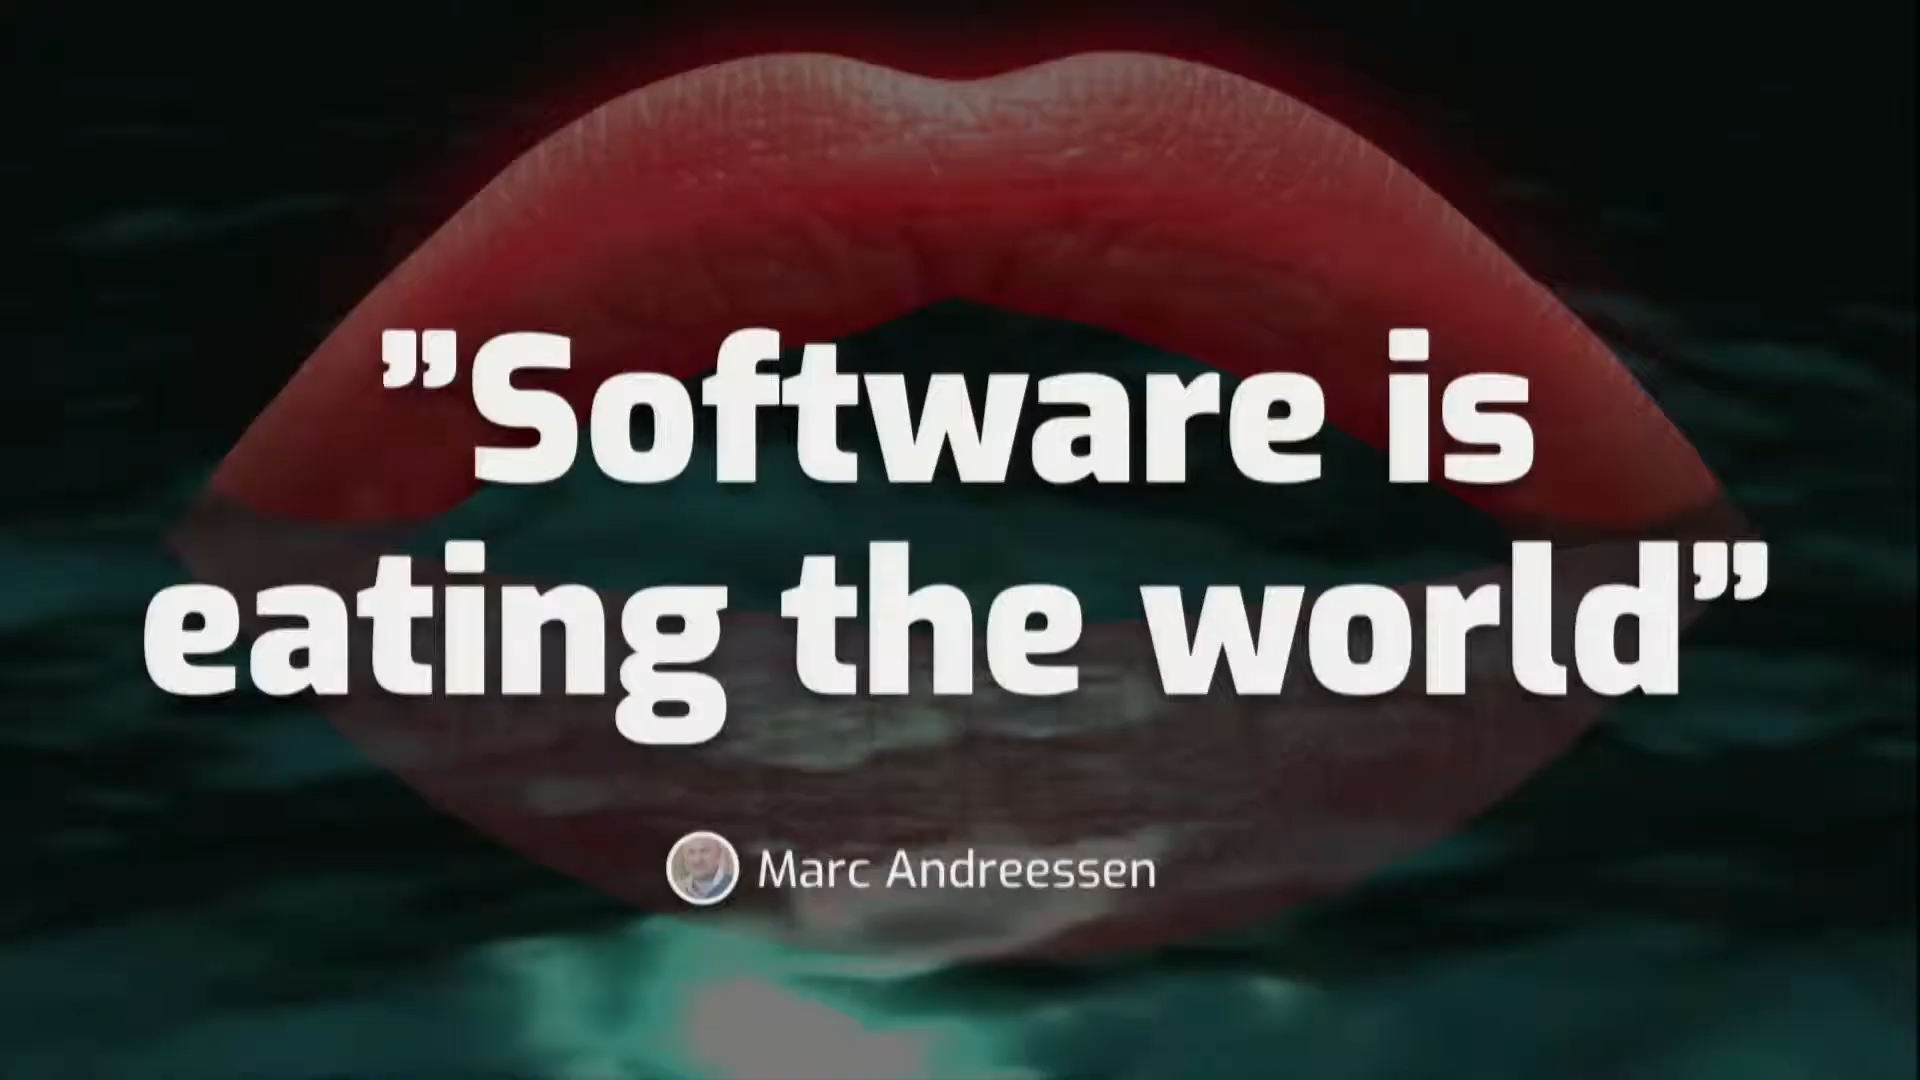 ”Software is
eating the world”
Marc Andreessen